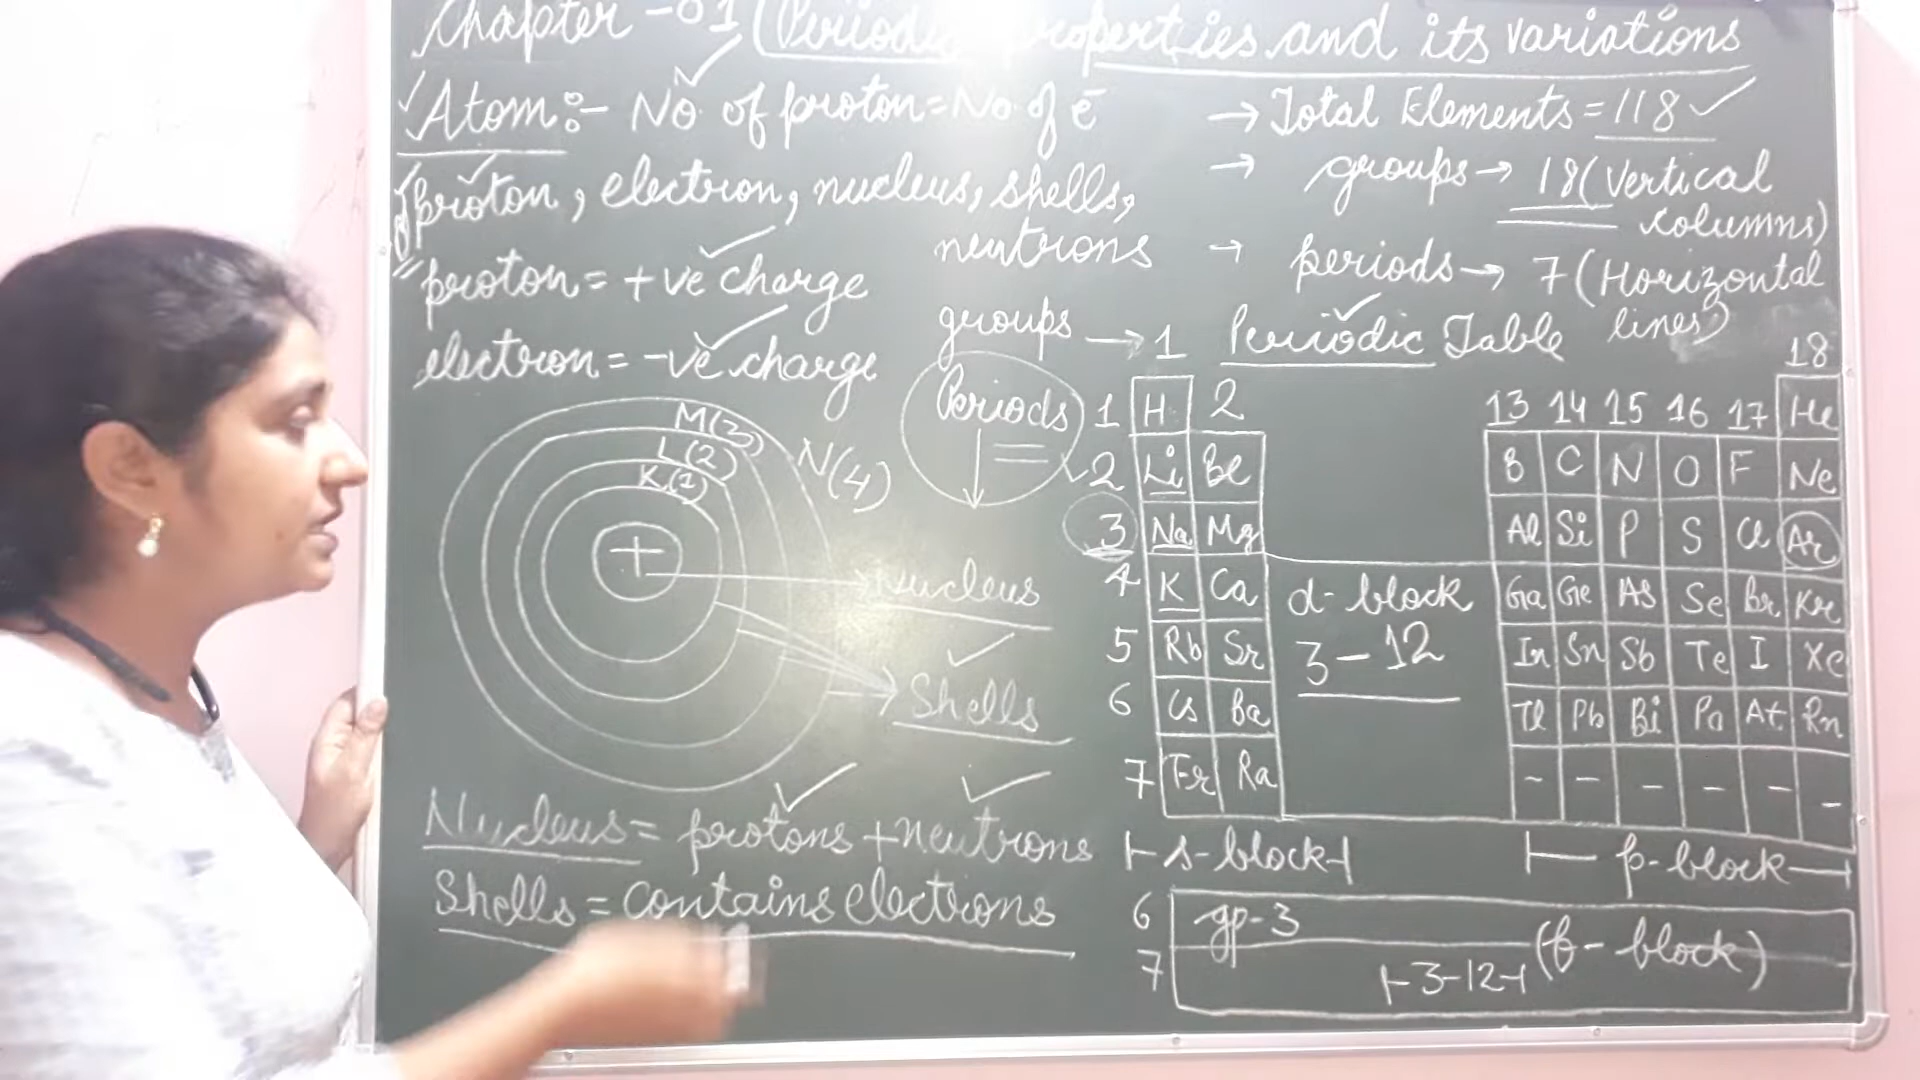 Chapter - 01 (Periodic Properties and its variations
Atom :- No of proton = No of e-
proton, electron, nucleus, shells,
neutrons
proton = +ve charge
electron = -ve charge
→ Total Elements = 118
→ groups → 18 (Vertical
columns)
→ periods → 7 (Horizontal
lines)
M(3)
L(2)
K(1)
N(4)
+
Nucleus
Shells
Nucleus = protons + neutrons
Shells = contains electrons
groups → 1 Periodic Table
18
Periods 1 H 2 13 14 15 16 17 He
2 Li Be B C N O F Ne
3 Na Mg Al Si P S Cl Ar
4 K Ca d-block Ga Ge As Se Br Kr
5 Rb Sr 3-12 In Sn Sb Te I Xe
6 Cs Ba Tl Pb Bi Po At Rn
7 Fr Ra - - - - - -
s-block p-block
6 gp-3
7 3-12 (f-block)